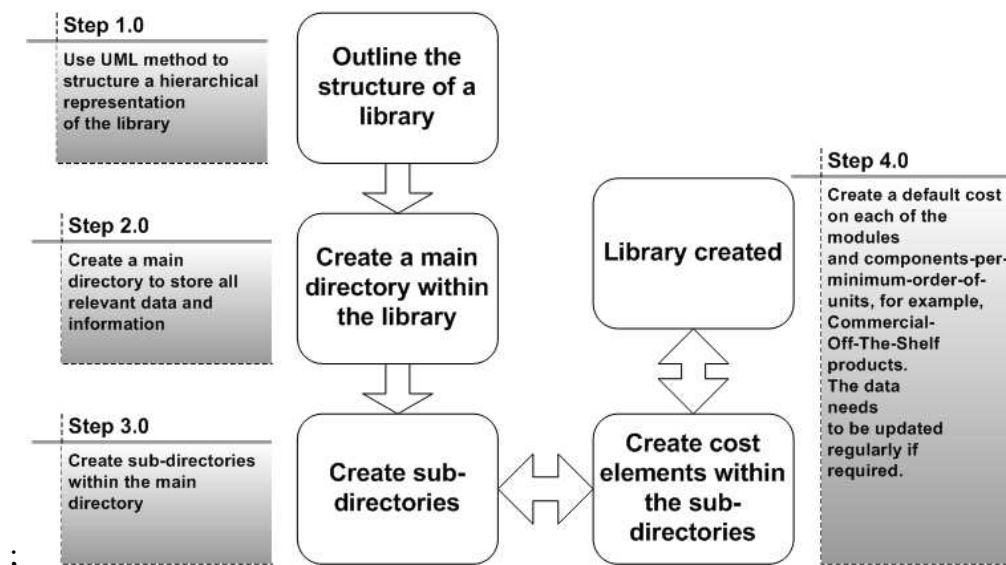 Step 1.0
Use UML method to
structure a hierarchical
representation
of the library
Outline the
structure of a
library
Step 2.0
Create a main
directory to store all
relevant data and
information
Create a main
directory within
the library
Step 3.0
Create sub-directories
within the main
directory
Create sub-
directories
Create cost
elements within
the sub-
directories
Library created
Step 4.0
Create a default cost
on each of the
modules
and components-per-
minimum-order-of-
units, for example,
Commercial-
Off-The-Shelf
products.
The data
needs
to be updated
regularly if
required.
;